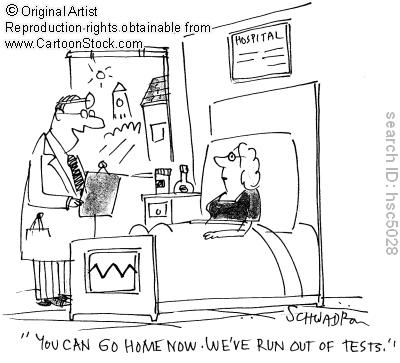 © Original Artist
Reproduction rights obtainable from
www.CartoonStock.com
HOSPITAL
search ID: hsc5028
SCHWADRON
"YOU CAN GO HOME NOW. WE'VE RUN OUT OF TESTS."